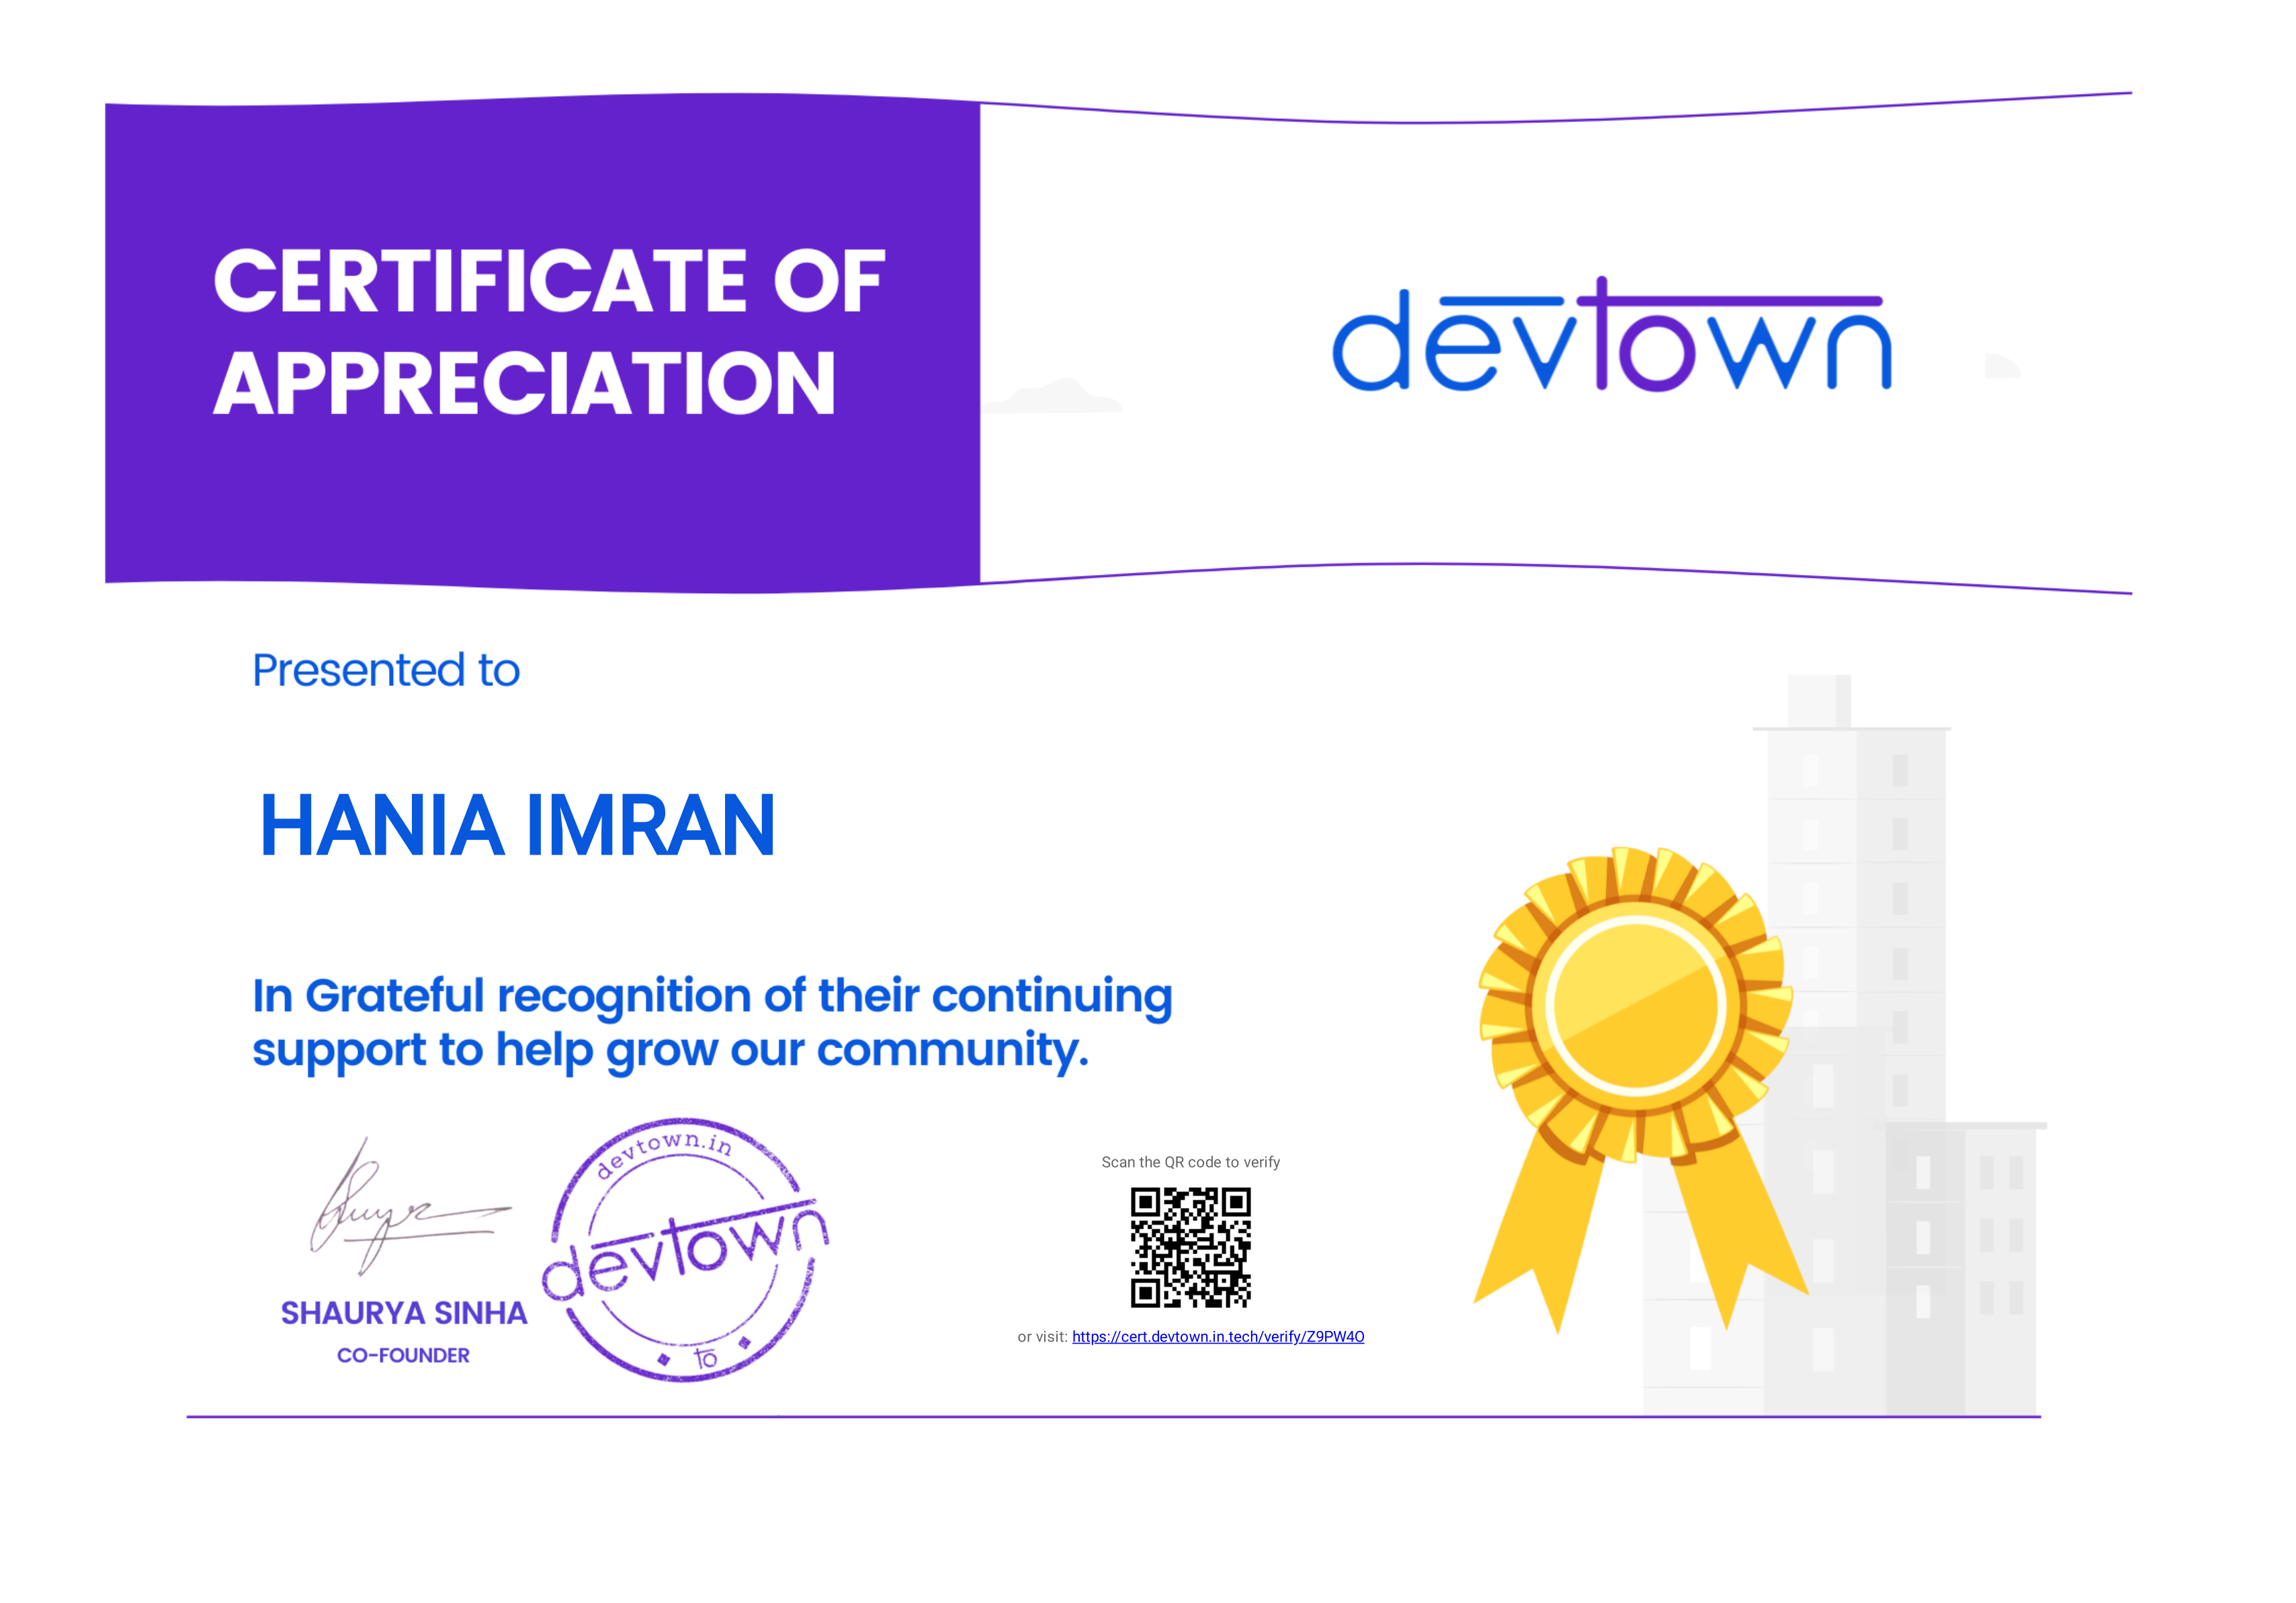 CERTIFICATE OF
APPRECIATION
devtown
Presented to
HANIA IMRAN
In Grateful recognition of their continuing
support to help grow our community.
devtown.in
devtown
to
SHAURYA SINHA
CO-FOUNDER
Scan the QR code to verify
or visit: https://cert.devtown.in.tech/verify/Z9PW4O